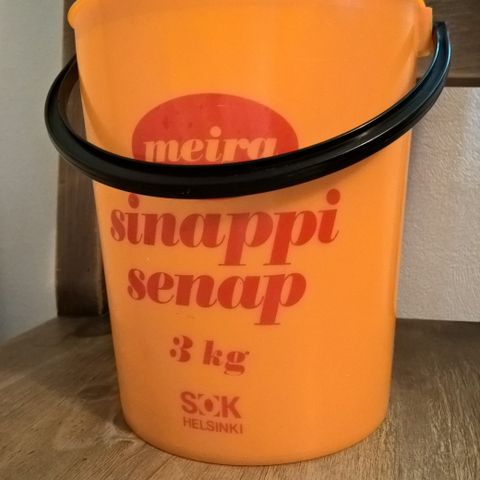 meira
sinappi
senap
3 kg
SOK
HELSINKI